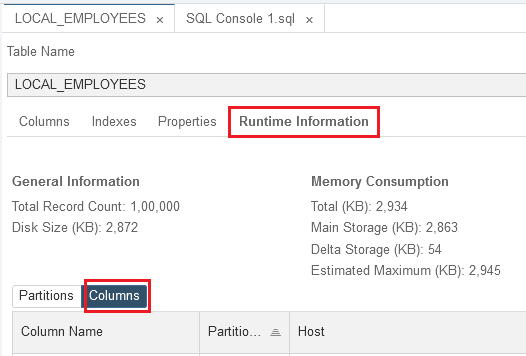 LOCAL_EMPLOYEES × SQL Console 1.sql ×
Table Name
LOCAL_EMPLOYEES
Columns Indexes Properties Runtime Information
General Information
Total Record Count: 1,00,000
Disk Size (KB): 2,872
Memory Consumption
Total (KB): 2,934
Main Storage (KB): 2,863
Delta Storage (KB): 54
Estimated Maximum (KB): 2,945
Partitions Columns
Column Name Partitio... Host